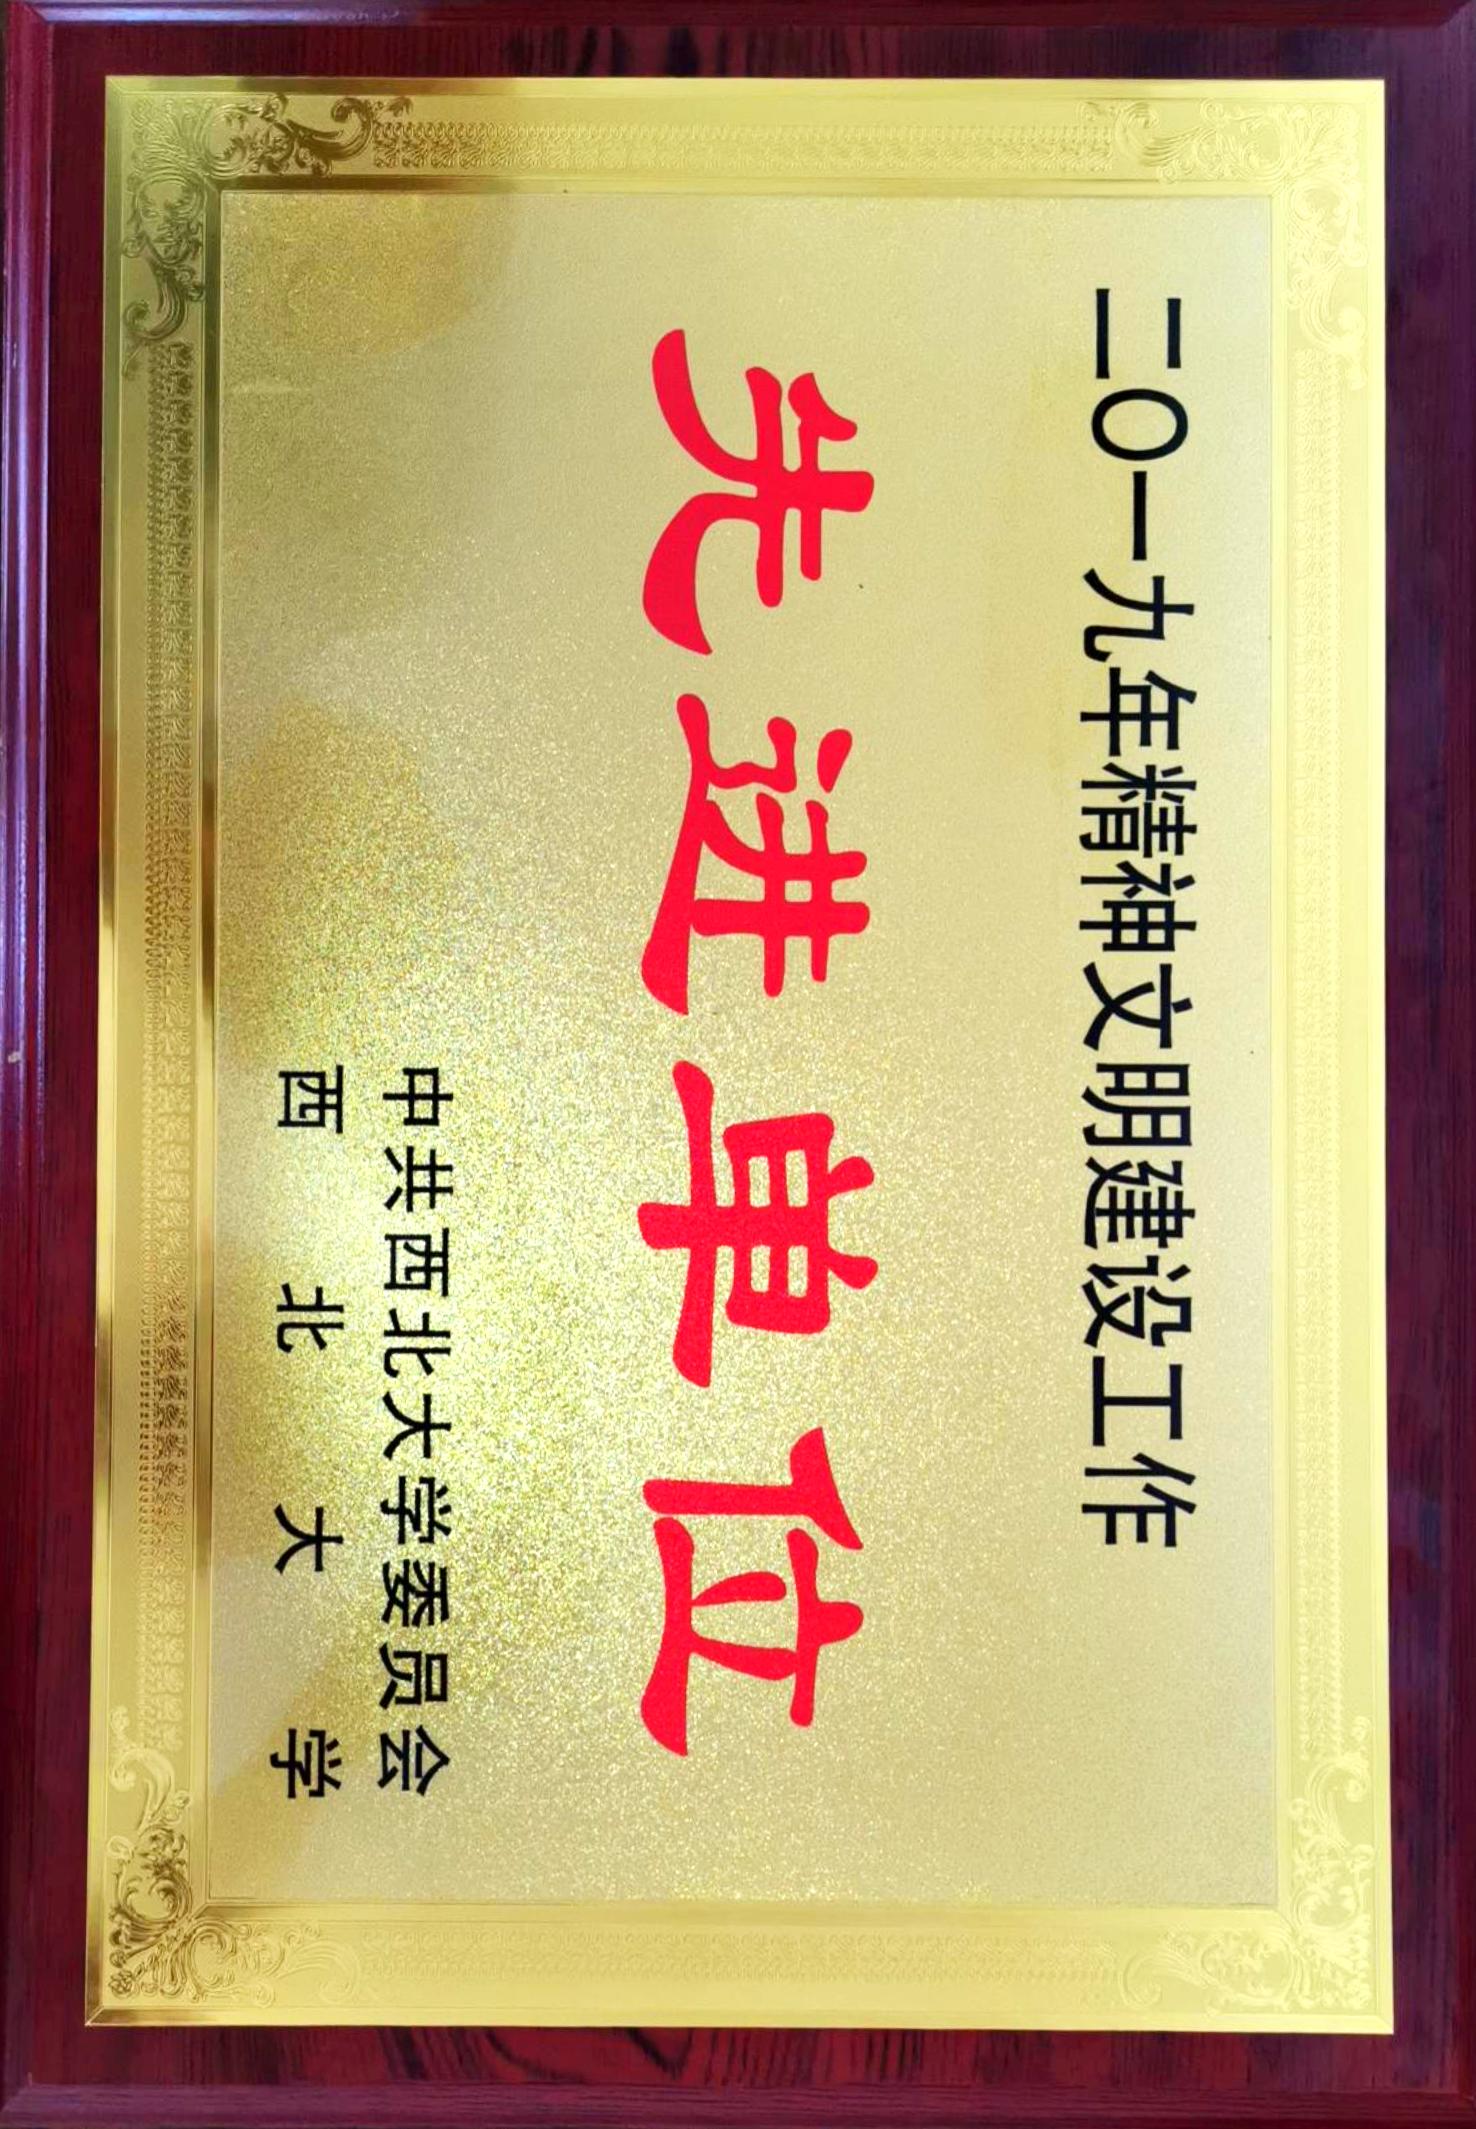 二〇一九年精神文明建设工作
先进单位
中共西北大学委员会
西北大学